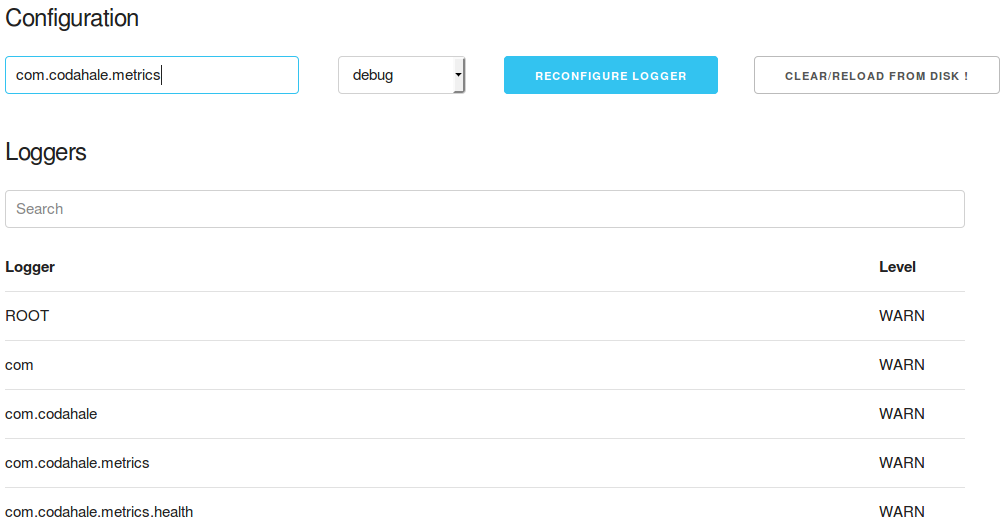 Configuration
com.codahale.metrics debug RECONFIGURE LOGGER CLEAR/RELOAD FROM DISK !
Loggers
Search
Logger Level
ROOT WARN
com WARN
com.codahale WARN
com.codahale.metrics WARN
com.codahale.metrics.health WARN